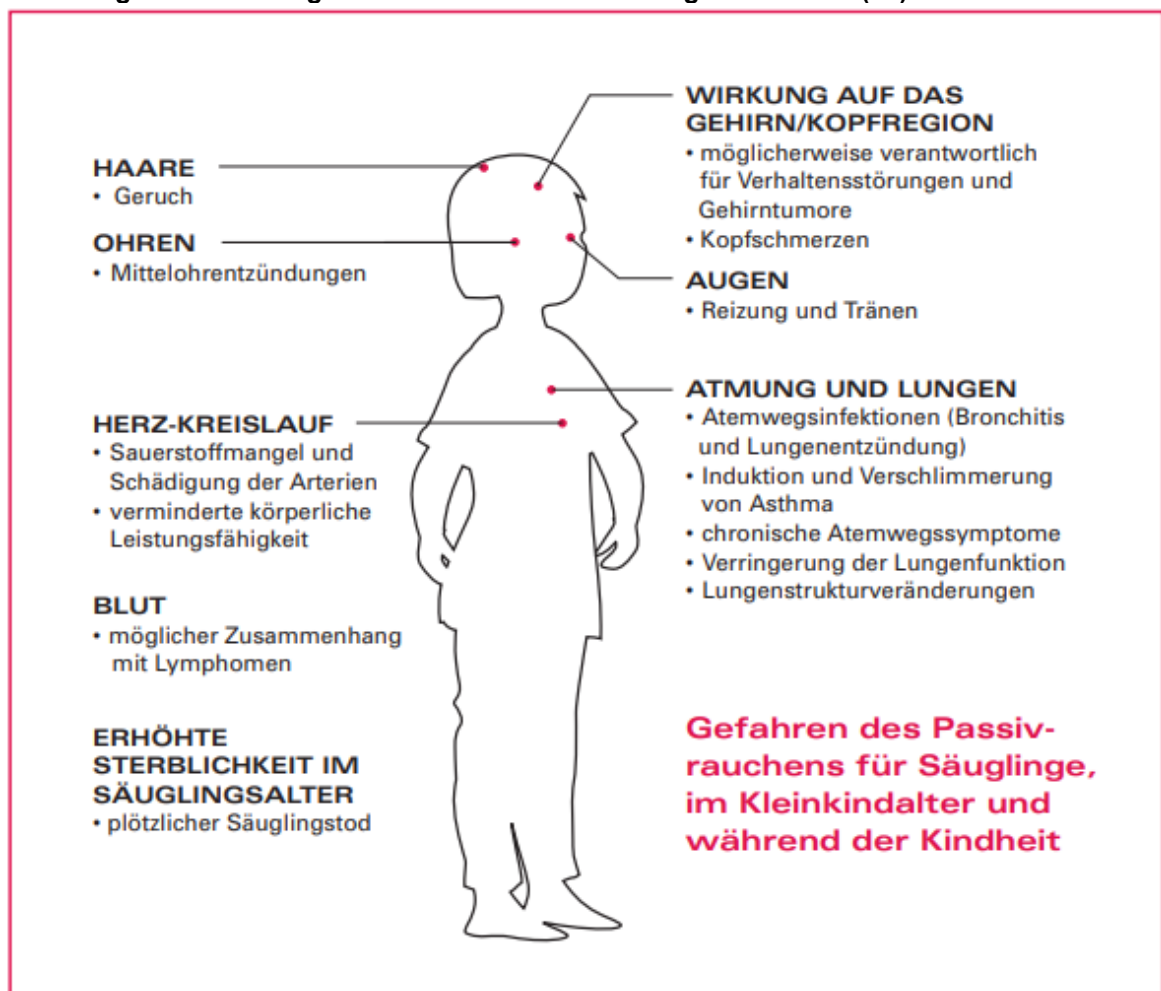 HAARE
• Geruch
OHREN
• Mittelohrentzündungen
HERZ-KREISLAUF
• Sauerstoffmangel und
Schädigung der Arterien
• verminderte körperliche
Leistungsfähigkeit
BLUT
• möglicher Zusammenhang
mit Lymphomen
ERHÖHTE
STERBLICHKEIT IM
SÄUGLINGSALTER
• plötzlicher Säuglingstod
WIRKUNG AUF DAS
GEHIRN/KOPFREGION
• möglicherweise verantwortlich
für Verhaltensstörungen und
Gehirntumore
• Kopfschmerzen
AUGEN
• Reizung und Tränen
ATMUNG UND LUNGEN
• Atemwegsinfektionen (Bronchitis
und Lungenentzündung)
• Induktion und Verschlimmerung
von Asthma
• chronische Atemwegssymptome
• Verringerung der Lungenfunktion
• Lungenstrukturveränderungen
Gefahren des Passiv-
rauchens für Säuglinge,
im Kleinkindalter und
während der Kindheit